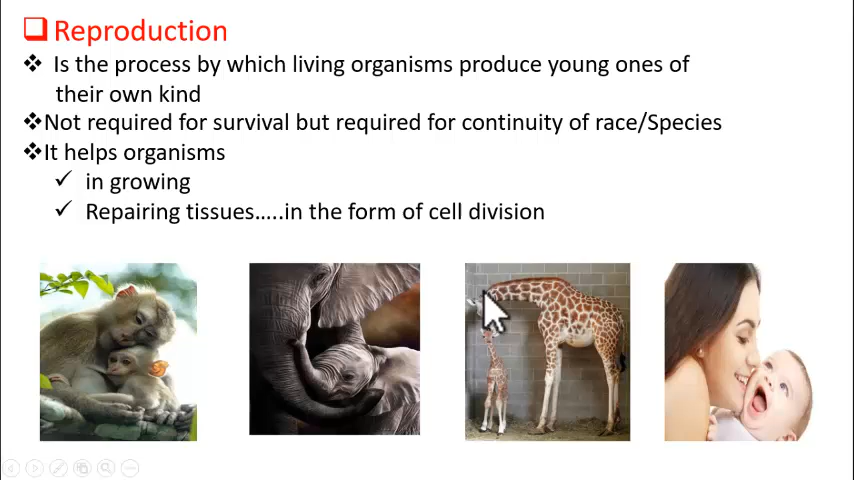 Reproduction
Is the process by which living organisms produce young ones of
their own kind
Not required for survival but required for continuity of race/Species
It helps organisms
in growing
Repairing tissues…..in the form of cell division